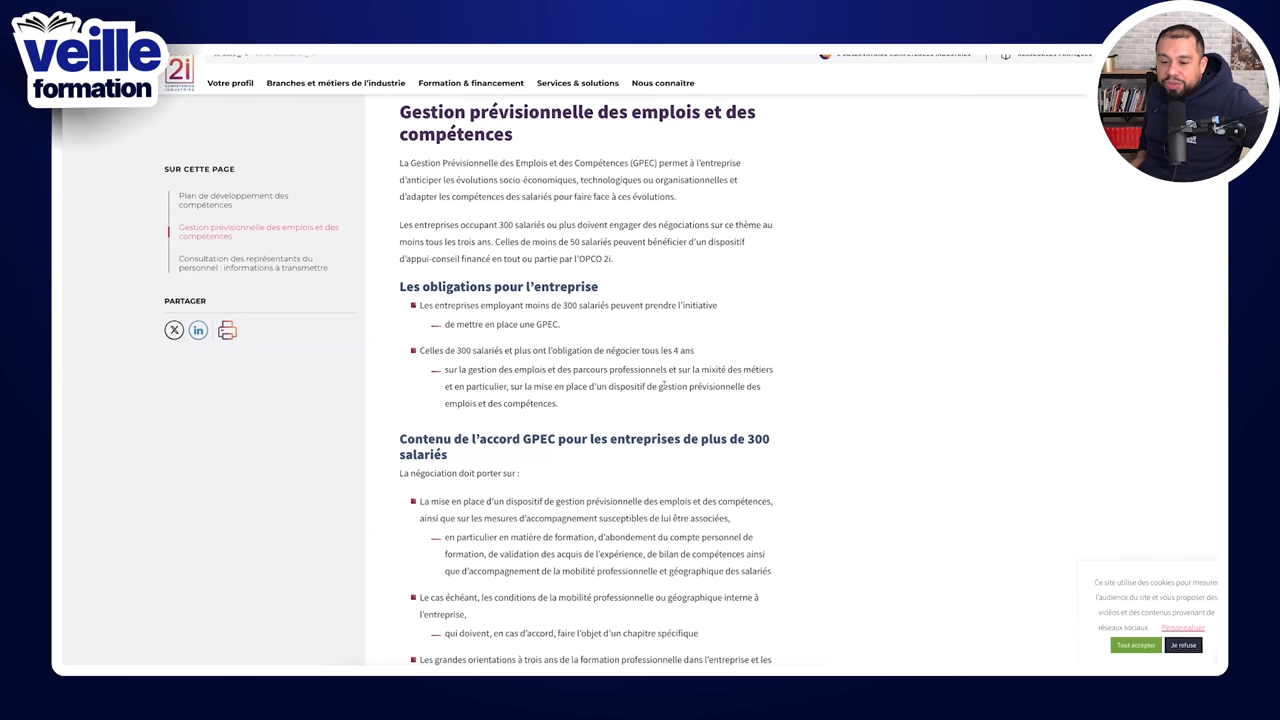 veille
formation
2i
COMPÉTENCES
INDUSTRIES
Votre profil
Branches et métiers de l'industrie
Formation & financement
Services & solutions
Nous connaitre
SUR CETTE PAGE
Plan de développement des
compétences
Gestion prévisionnelle des emplois et des
compétences
Consultation des représentants du
personnel : informations à transmettre
PARTAGER
Gestion prévisionnelle des emplois et des
compétences
La Gestion Prévisionnelle des Emplois et des Compétences (GPEC) permet à l'entreprise
d'anticiper les évolutions socio-économiques, technologiques ou organisationnelles et
d'adapter les compétences des salariés pour faire face à ces évolutions.
Les entreprises occupant 300 salariés ou plus doivent engager des négociations sur ce thème au
moins tous les trois ans. Celles de moins de 50 salariés peuvent bénéficier d'un dispositif
d'appui-conseil financé en tout ou partie par l'OPCO 2i.
Les obligations pour l'entreprise
Les entreprises employant moins de 300 salariés peuvent prendre l'initiative
de mettre en place une GPEC.
Celles de 300 salariés et plus ont l'obligation de négocier tous les 4 ans
sur la gestion des emplois et des parcours professionnels et sur la mixité des métiers
et en particulier, sur la mise en place d'un dispositif de gestion prévisionnelle des
emplois et des compétences.
Contenu de l'accord GPEC pour les entreprises de plus de 300
salariés
La négociation doit porter sur :
La mise en place d'un dispositif de gestion prévisionnelle des emplois et des compétences,
ainsi que sur les mesures d'accompagnement susceptibles de lui être associées,
en particulier en matière de formation, d'abondement du compte personnel de
formation, de validation des acquis de l'expérience, de bilan de compétences ainsi
que d'accompagnement de la mobilité professionnelle et géographique des salariés
Le cas échéant, les conditions de la mobilité professionnelle ou géographique interne à
l'entreprise,
qui doivent, en cas d'accord, faire l'objet d'un chapitre spécifique
Les grandes orientations à trois ans de la formation professionnelle dans l'entreprise et les
Ce site utilise des cookies pour mesurer
l'audience du site et vous proposer des
vidéos et des contenus provenant de
réseaux sociaux. Personnaliser
Tout accepter
Je refuse